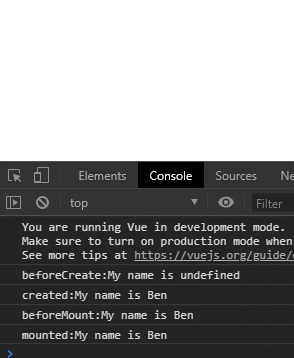 Elements Console Sources Ne
top Filter
You are running Vue in development mode.
Make sure to turn on production mode when
See more tips at https://vuejs.org/guide/
beforeCreate:My name is undefined
created:My name is Ben
beforeMount:My name is Ben
mounted:My name is Ben